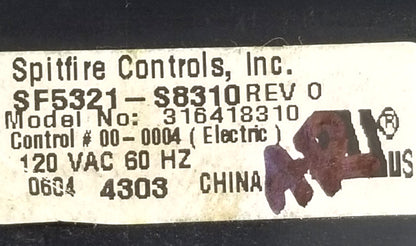 Spitfire Controls, Inc.
SF5321-S8310 REV 0
Model No: 316418310
Control # 00-0004 (Electric)
120 VAC 60 HZ
0604 4303 CHINA ® US